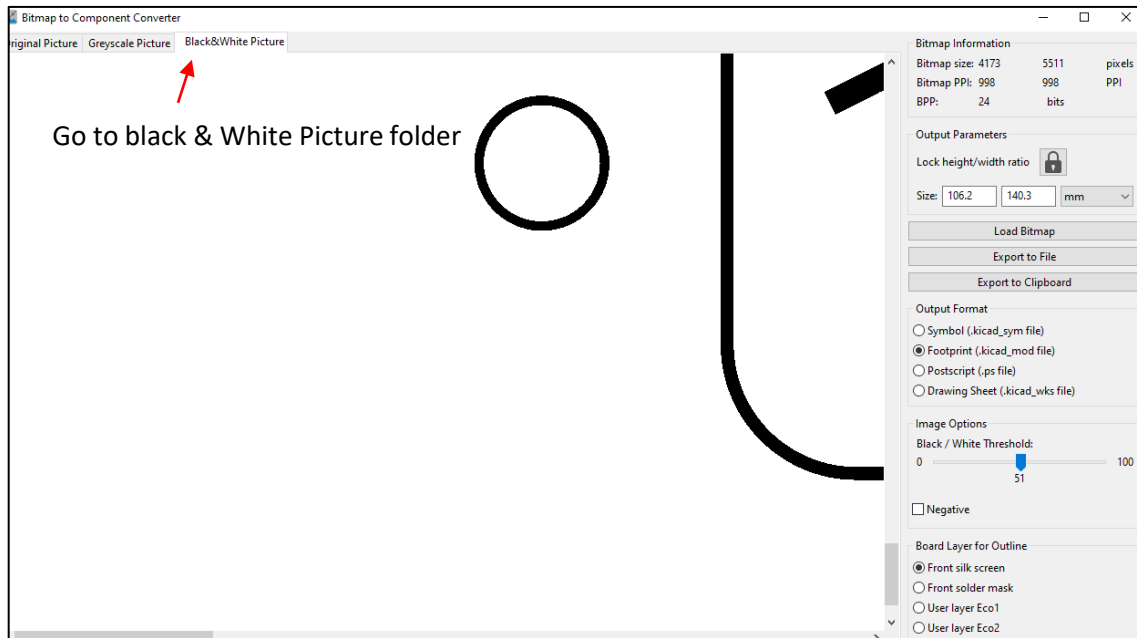 Bitmap to Component Converter
riginal Picture Greyscale Picture Black&White Picture
Go to black & White Picture folder
Bitmap Information
Bitmap size: 4173 5511 pixels
Bitmap PPI: 998 998 PPI
BPP: 24 bits
Output Parameters
Lock height/width ratio
Size: 106.2 140.3 mm
Load Bitmap
Export to File
Export to Clipboard
Output Format
Symbol (.kicad_sym file)
Footprint (.kicad_mod file)
Postscript (.ps file)
Drawing Sheet (.kicad_wks file)
Image Options
Black / White Threshold:
0 100
51
Negative
Board Layer for Outline
Front silk screen
Front solder mask
User layer Eco1
User layer Eco2